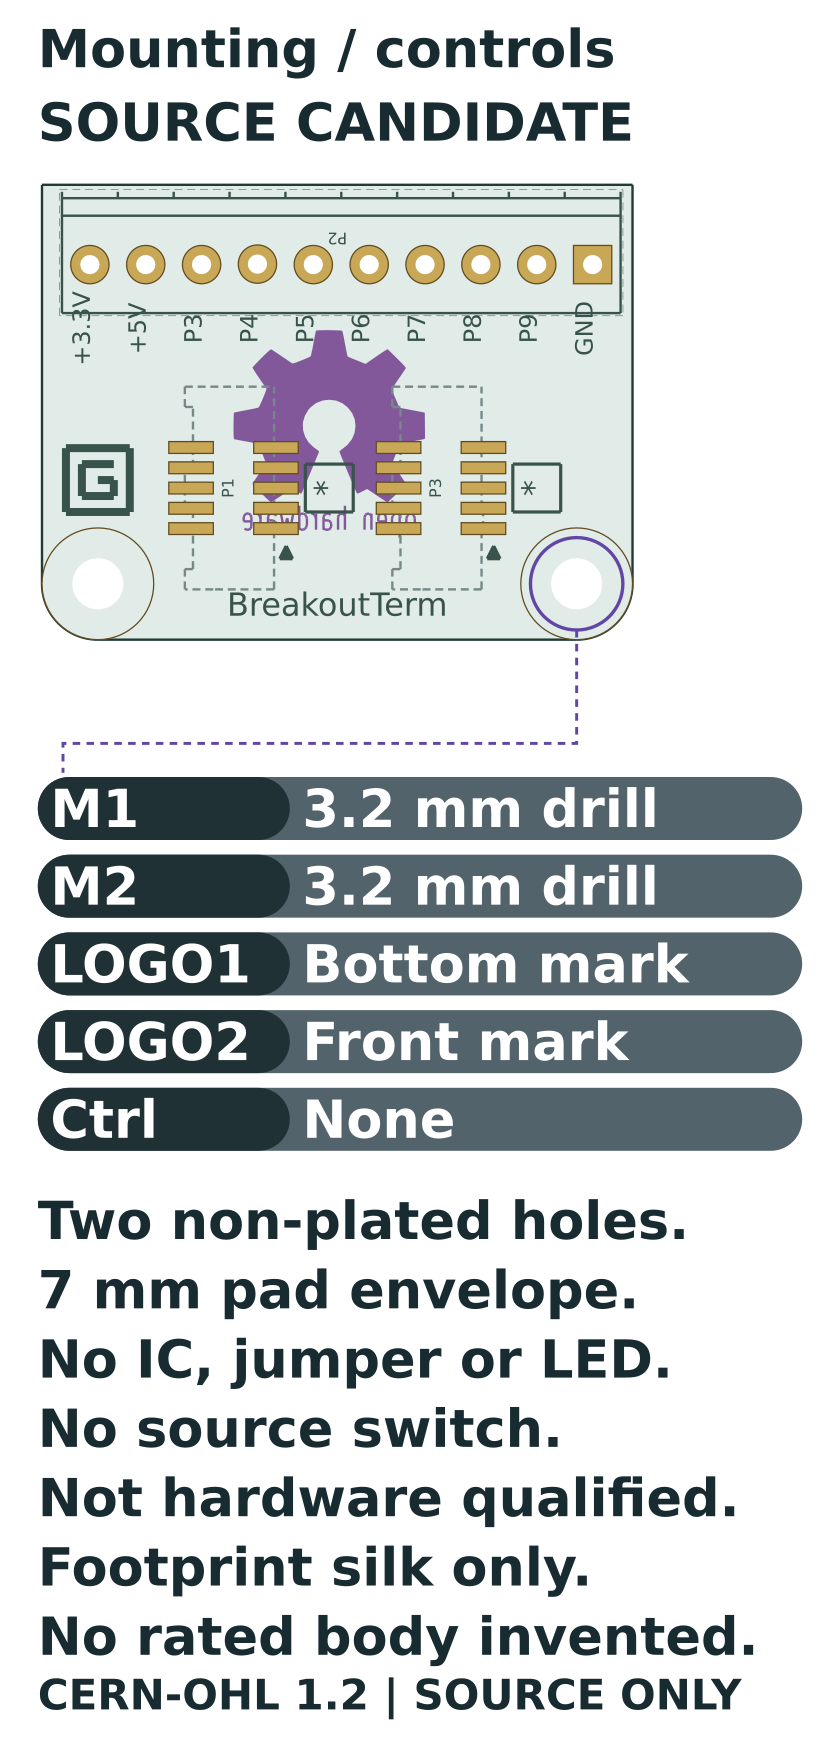 Mounting / controls
SOURCE CANDIDATE
P2
+3.3V +5V P3 P4 P5 P6 P7 P8 P9 GND
G
P1 * P3 *
open hardware
BreakoutTerm
M1 3.2 mm drill
M2 3.2 mm drill
LOGO1 Bottom mark
LOGO2 Front mark
Ctrl None
Two non-plated holes.
7 mm pad envelope.
No IC, jumper or LED.
No source switch.
Not hardware qualified.
Footprint silk only.
No rated body invented.
CERN-OHL 1.2 | SOURCE ONLY